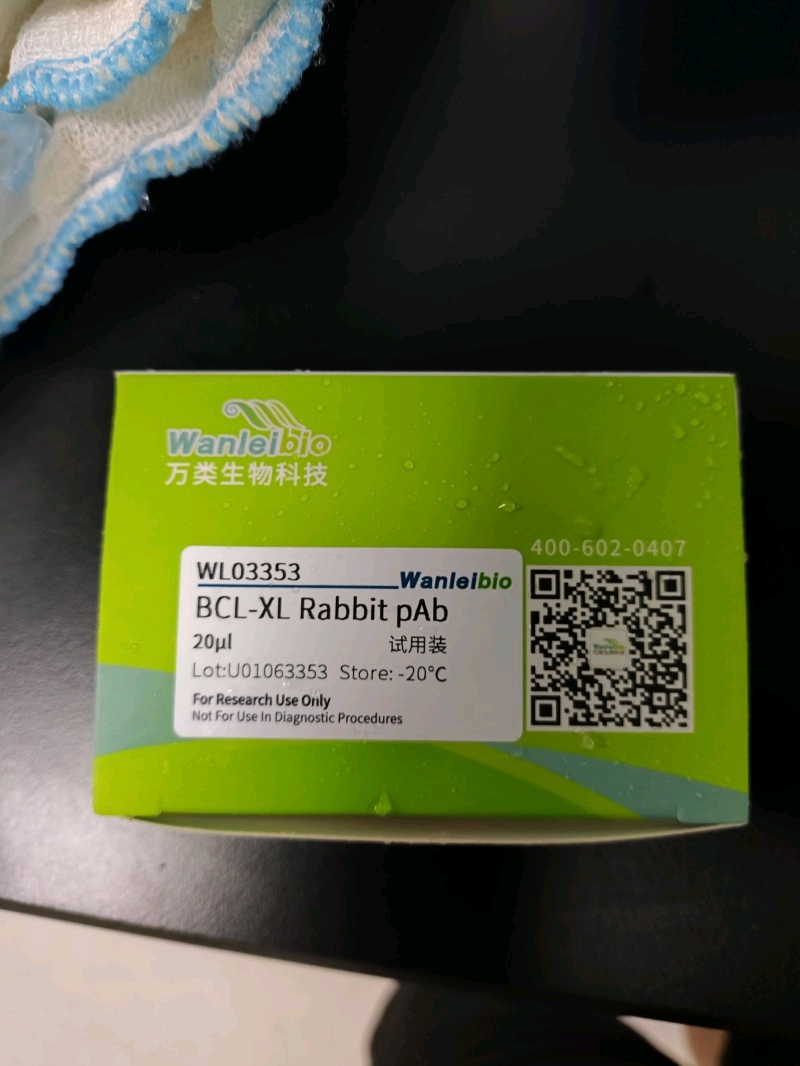 Wanleibio
万类生物科技
400-602-0407
WL03353
Wanleibio
BCL-XL Rabbit pAb
20μl 试用装
Lot:U01063353 Store: -20℃
For Research Use Only
Not For Use In Diagnostic Procedures